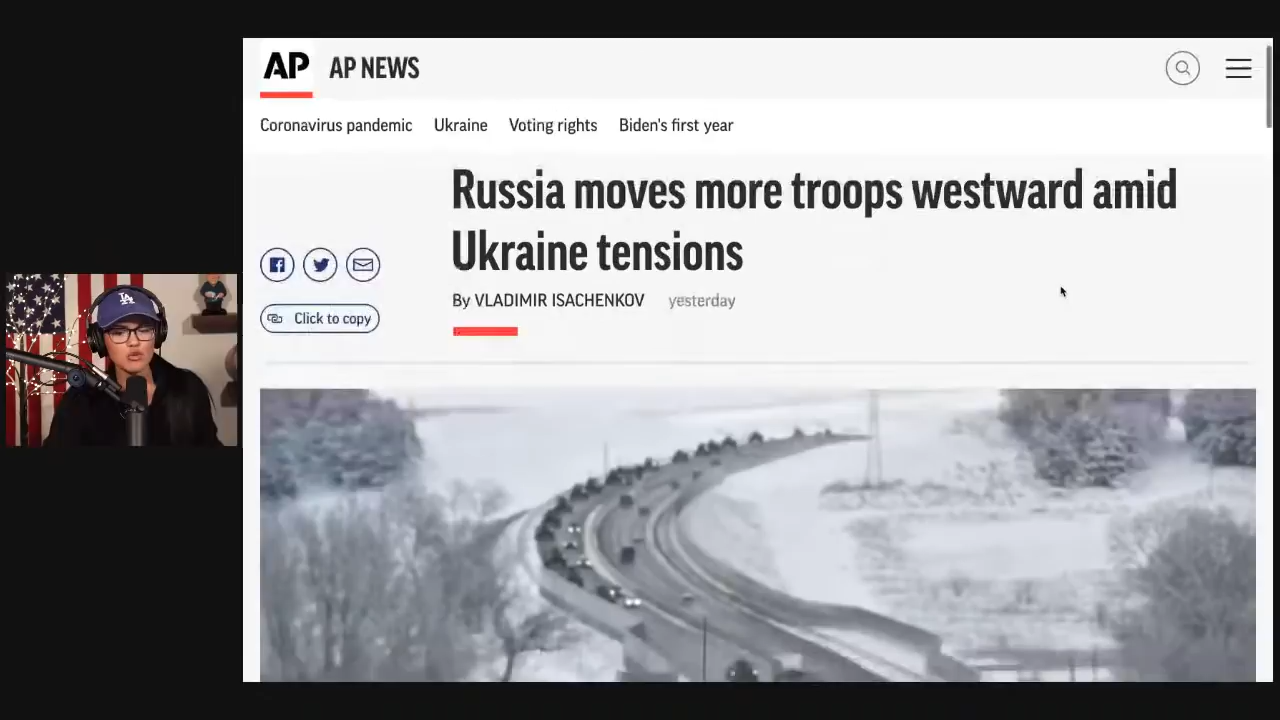 AP AP NEWS
Coronavirus pandemic Ukraine Voting rights Biden's first year
Russia moves more troops westward amid
Ukraine tensions
By VLADIMIR ISACHENKOV yesterday
Click to copy
LA